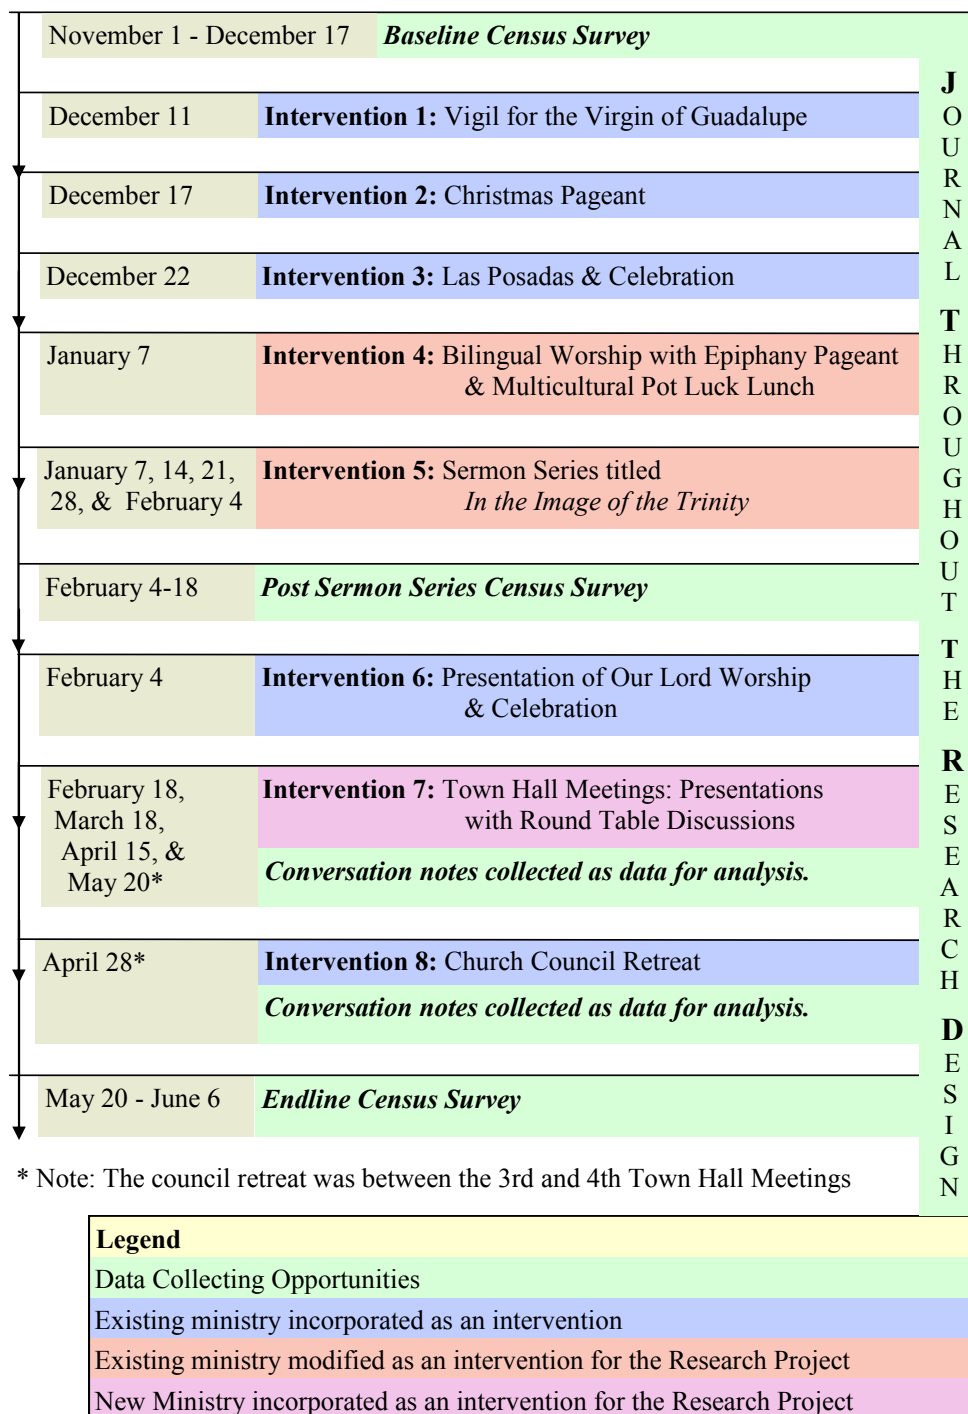 November 1 - December 17 Baseline Census Survey
December 11 Intervention 1: Vigil for the Virgin of Guadalupe
December 17 Intervention 2: Christmas Pageant
December 22 Intervention 3: Las Posadas & Celebration
January 7 Intervention 4: Bilingual Worship with Epiphany Pageant
& Multicultural Pot Luck Lunch
January 7, 14, 21, Intervention 5: Sermon Series titled
28, & February 4 In the Image of the Trinity
February 4-18 Post Sermon Series Census Survey
February 4 Intervention 6: Presentation of Our Lord Worship
& Celebration
February 18, Intervention 7: Town Hall Meetings: Presentations
March 18, with Round Table Discussions
April 15, &
May 20* Conversation notes collected as data for analysis.
April 28* Intervention 8: Church Council Retreat
Conversation notes collected as data for analysis.
May 20 - June 6 Endline Census Survey
JOURNAL THROUGHOUT THE RESEARCH DESIGN
* Note: The council retreat was between the 3rd and 4th Town Hall Meetings
Legend
Data Collecting Opportunities
Existing ministry incorporated as an intervention
Existing ministry modified as an intervention for the Research Project
New Ministry incorporated as an intervention for the Research Project